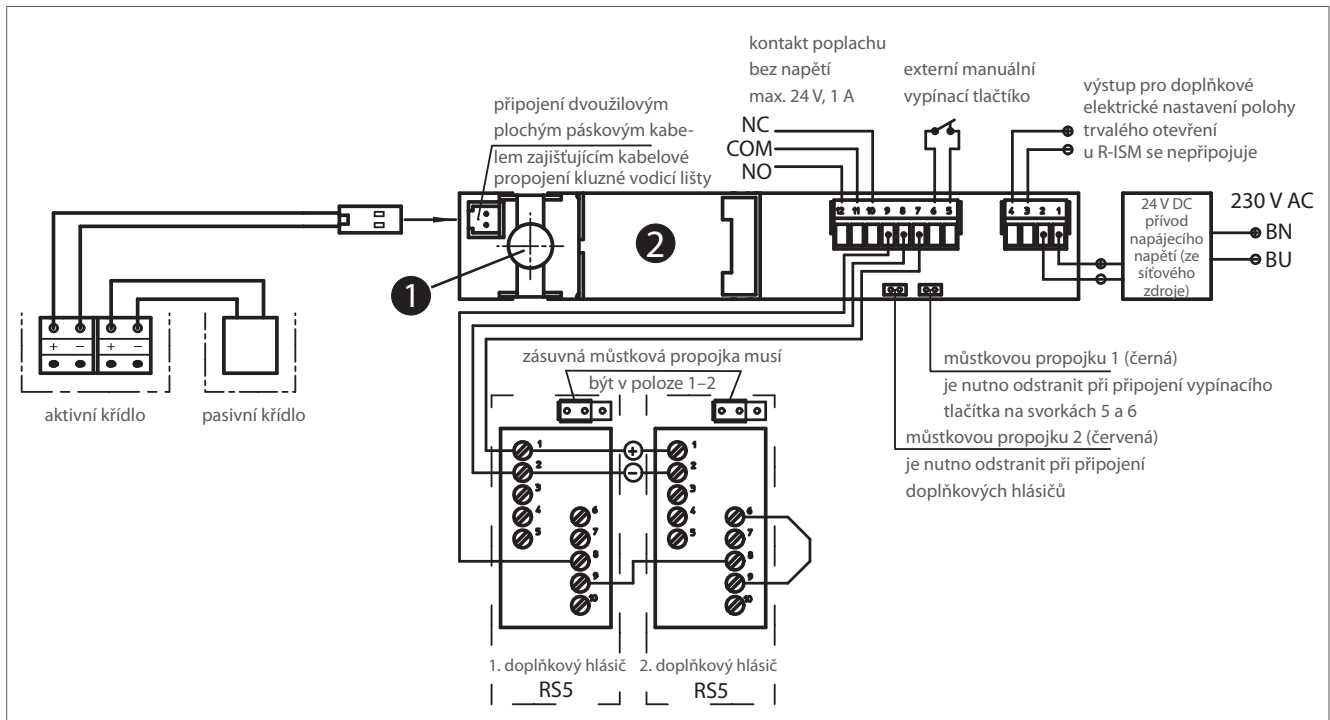 kontakt poplachu
bez napětí
max. 24 V, 1 A
externí manuální
vypínací tlačtíko
výstup pro doplňkové
elektrické nastavení polohy
trvalého otevření
u R-ISM se nepřipojuje
připojení dvoužilovým
plochým páskovým kabe-
lem zajišťujícím kabelové
propojení kluzné vodicí lišty
NC
COM
NO
12 11 10 9 8 7 6 5
4 3 2 1
24 V DC
přívod
napájecího
napětí (ze
síťového
zdroje)
230 V AC
BN
BU
1
2
+ − + −
aktivní křídlo
pasivní křídlo
zásuvná můstková propojka musí
být v poloze 1–2
můstkovou propojku 1 (černá)
je nutno odstranit při připojení vypínacího
tlačítka na svorkách 5 a 6
můstkovou propojku 2 (červená)
je nutno odstranit při připojení
doplňkových hlásičů
1
2
3
4
5
6
7
8
9
10
+
−
1
2
3
4
5
6
7
8
9
10
1. doplňkový hlásič
RS5
2. doplňkový hlásič
RS5